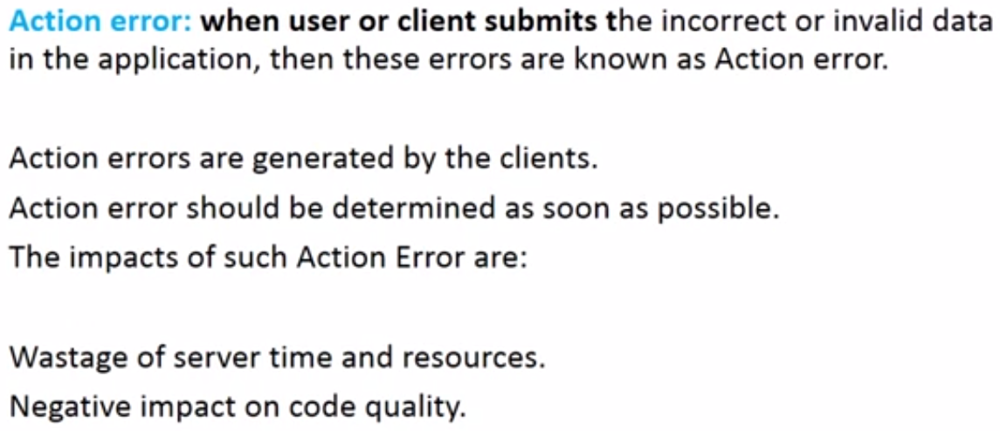 Action error: when user or client submits the incorrect or invalid data
in the application, then these errors are known as Action error.
Action errors are generated by the clients.
Action error should be determined as soon as possible.
The impacts of such Action Error are:
Wastage of server time and resources.
Negative impact on code quality.